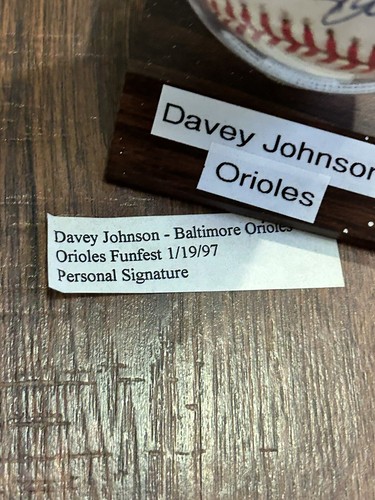 Davey Johnson
Orioles
Davey Johnson - Baltimore Orioles
Orioles Funfest 1/19/97
Personal Signature